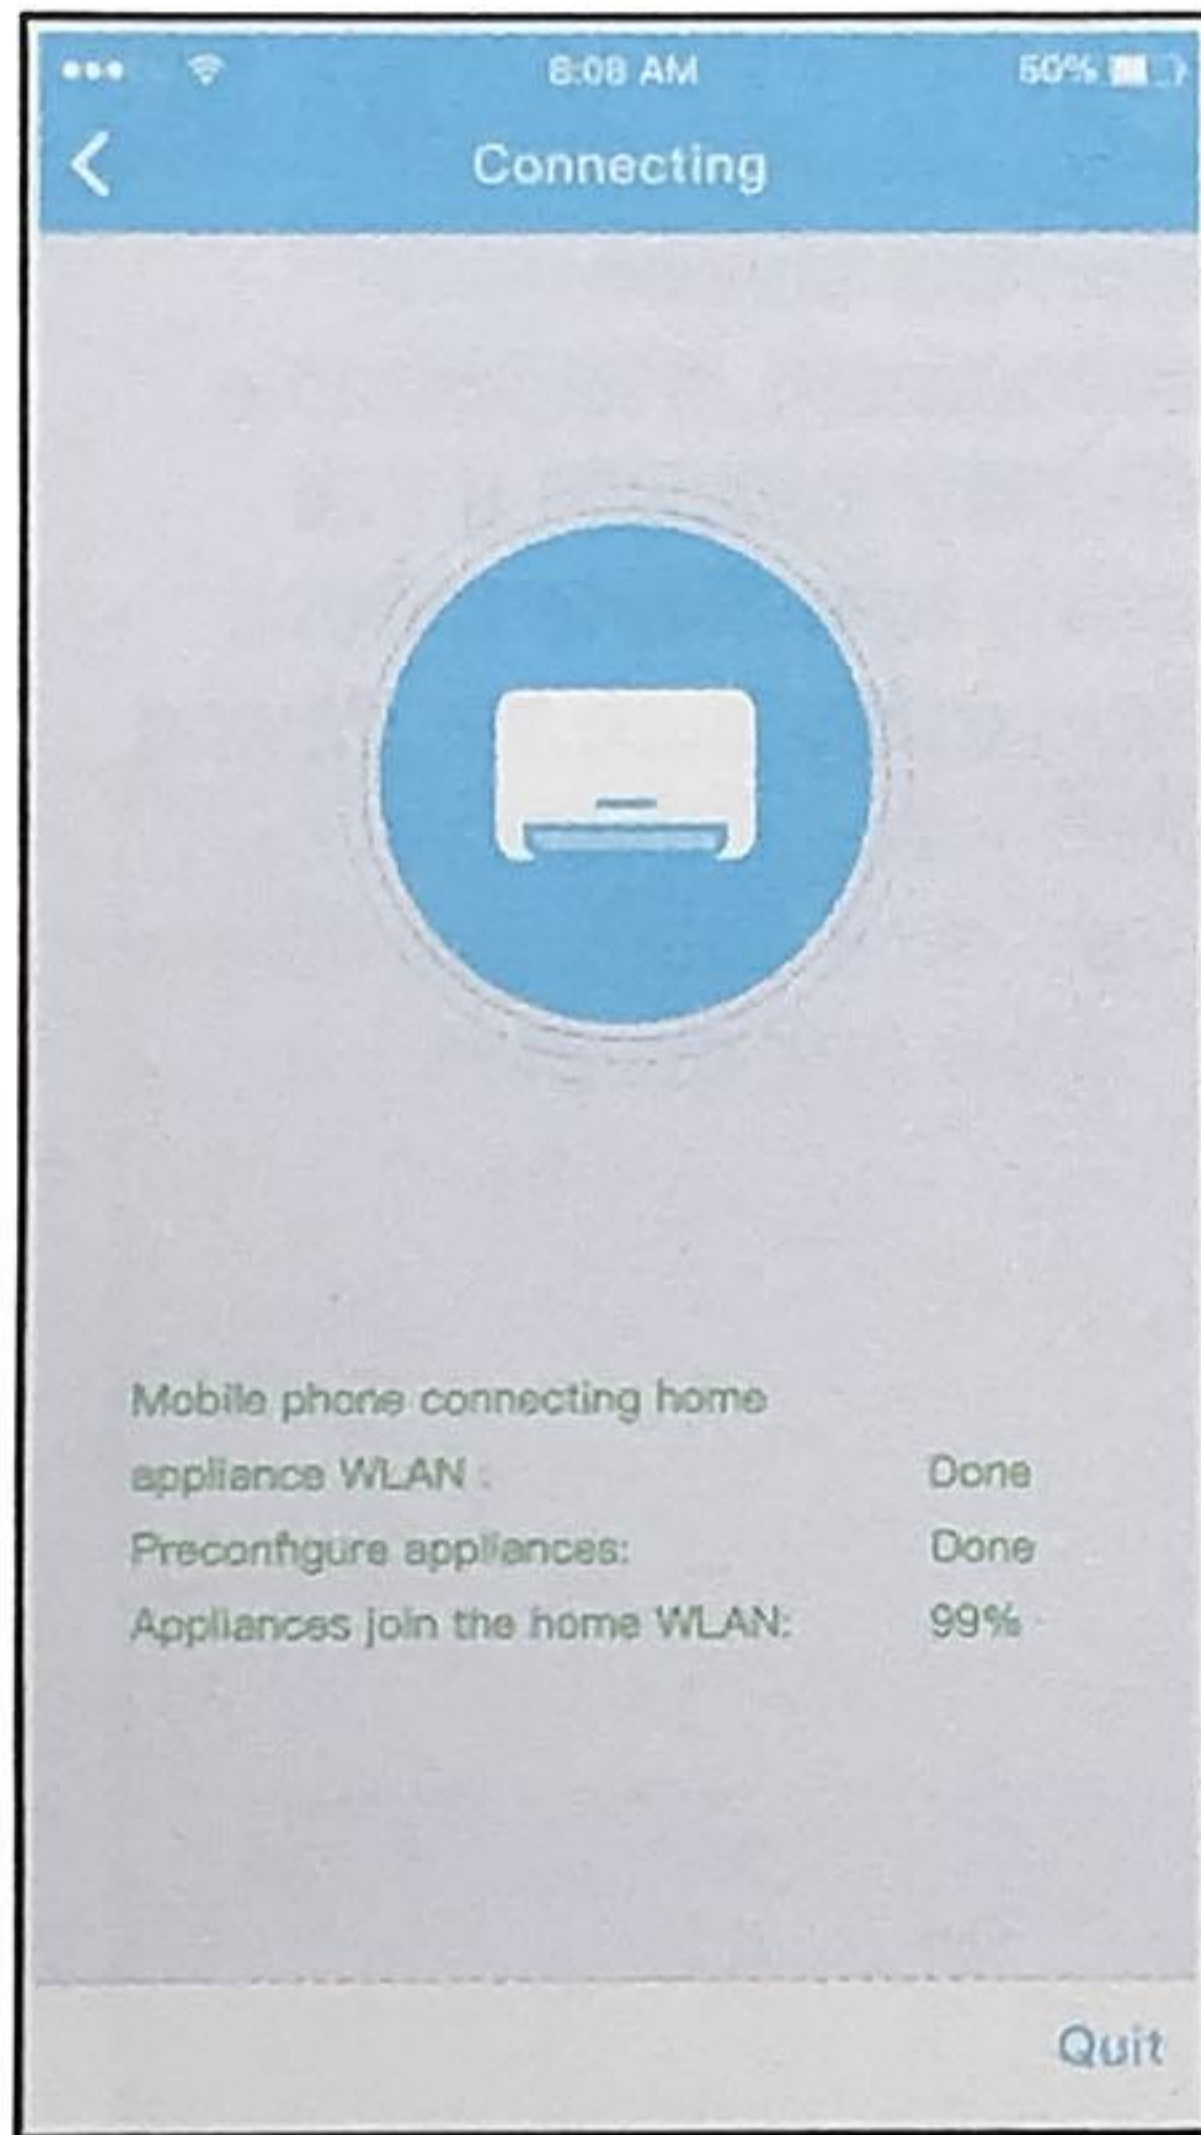 8:08 AM 50%
Connecting
Mobile phone connecting home
appliance WLAN : Done
Preconfigure appliances: Done
Appliances join the home WLAN: 99%
Quit